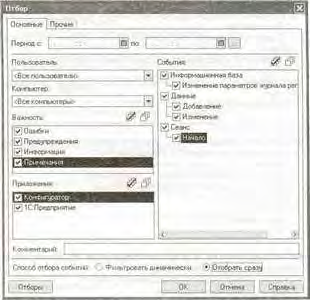 Отбор
Основные Прочие
Период с: по:
Пользователь:
<Все пользователи>
Компьютер:
<Все компьютеры>
Важность:
Ошибки
Предупреждения
Информация
Примечания
Приложения:
Конфигуратор
1С:Предприятие
События:
Информационная база
Изменение параметров журнала рег
Данные
Добавление
Изменение
Сеанс
Начало
Комментарий:
Способ отбора событий: Фильтровать динамически Отобрать сразу
Отборы OK Отмена Справка